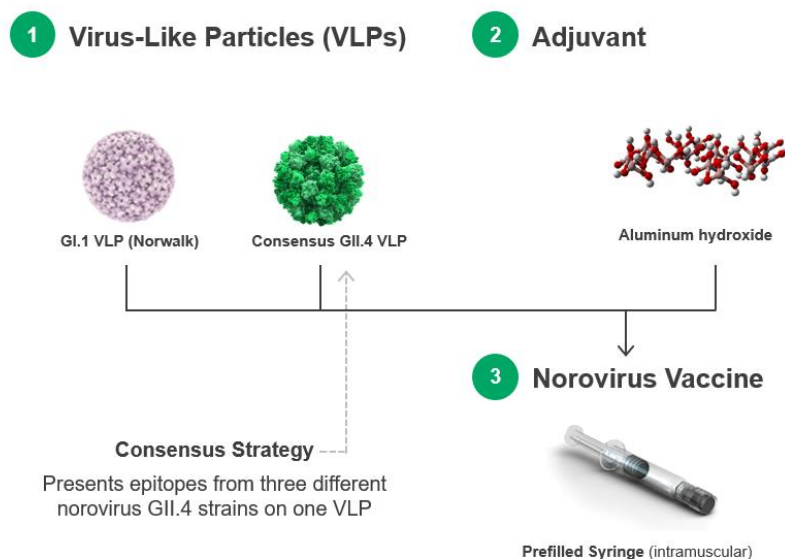 1 Virus-Like Particles (VLPs)
2 Adjuvant
GI.1 VLP (Norwalk)
Consensus GII.4 VLP
Aluminum hydroxide
3 Norovirus Vaccine
Consensus Strategy
Presents epitopes from three different
norovirus GII.4 strains on one VLP
Prefilled Syringe (intramuscular)